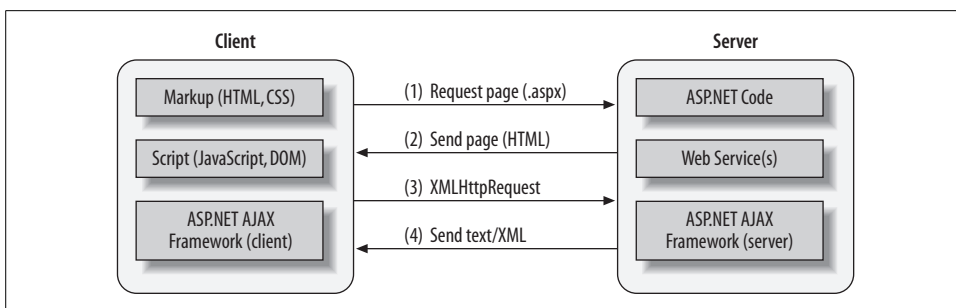 Client
Server
Markup (HTML, CSS)
(1) Request page (.aspx)
ASP.NET Code
(2) Send page (HTML)
Script (JavaScript, DOM)
Web Service(s)
(3) XMLHttpRequest
ASP.NET AJAX
Framework (client)
(4) Send text/XML
ASP.NET AJAX
Framework (server)